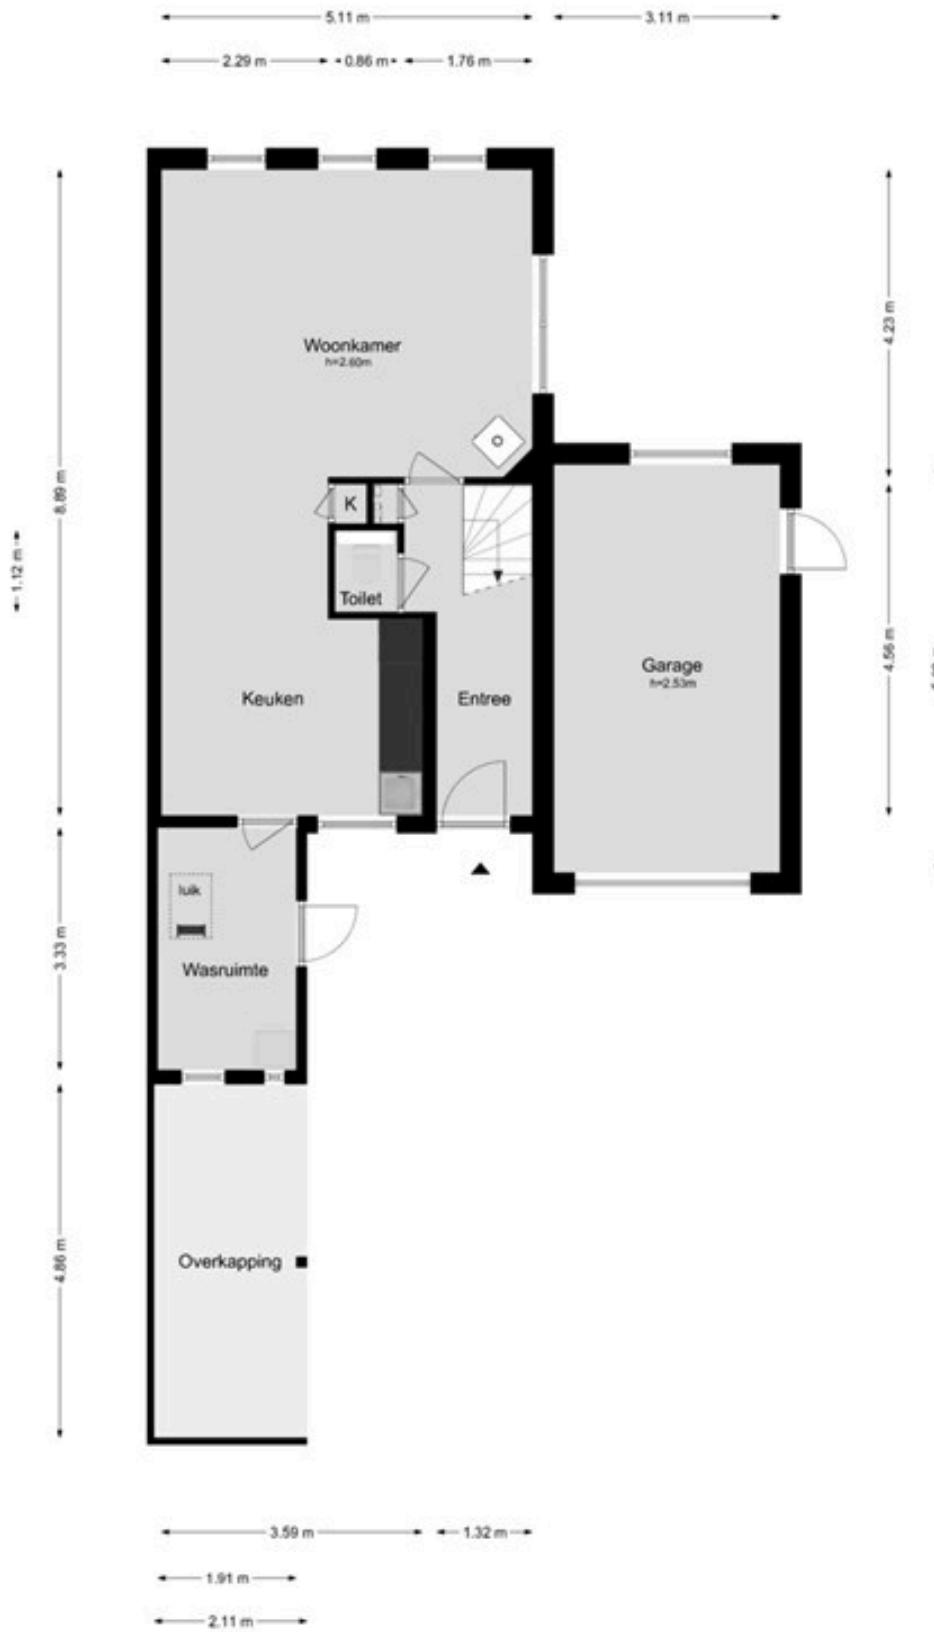 5.11 m
3.11 m
2.29 m
0.86 m
1.76 m
Woonkamer
h=2.60m
4.23 m
8.89 m
K
1.12 m
Toilet
Garage
h=2.53m
4.56 m
Keuken
Entree
luik
3.33 m
Wasruimte
4.86 m
Overkapping
3.59 m
1.32 m
1.91 m
2.11 m